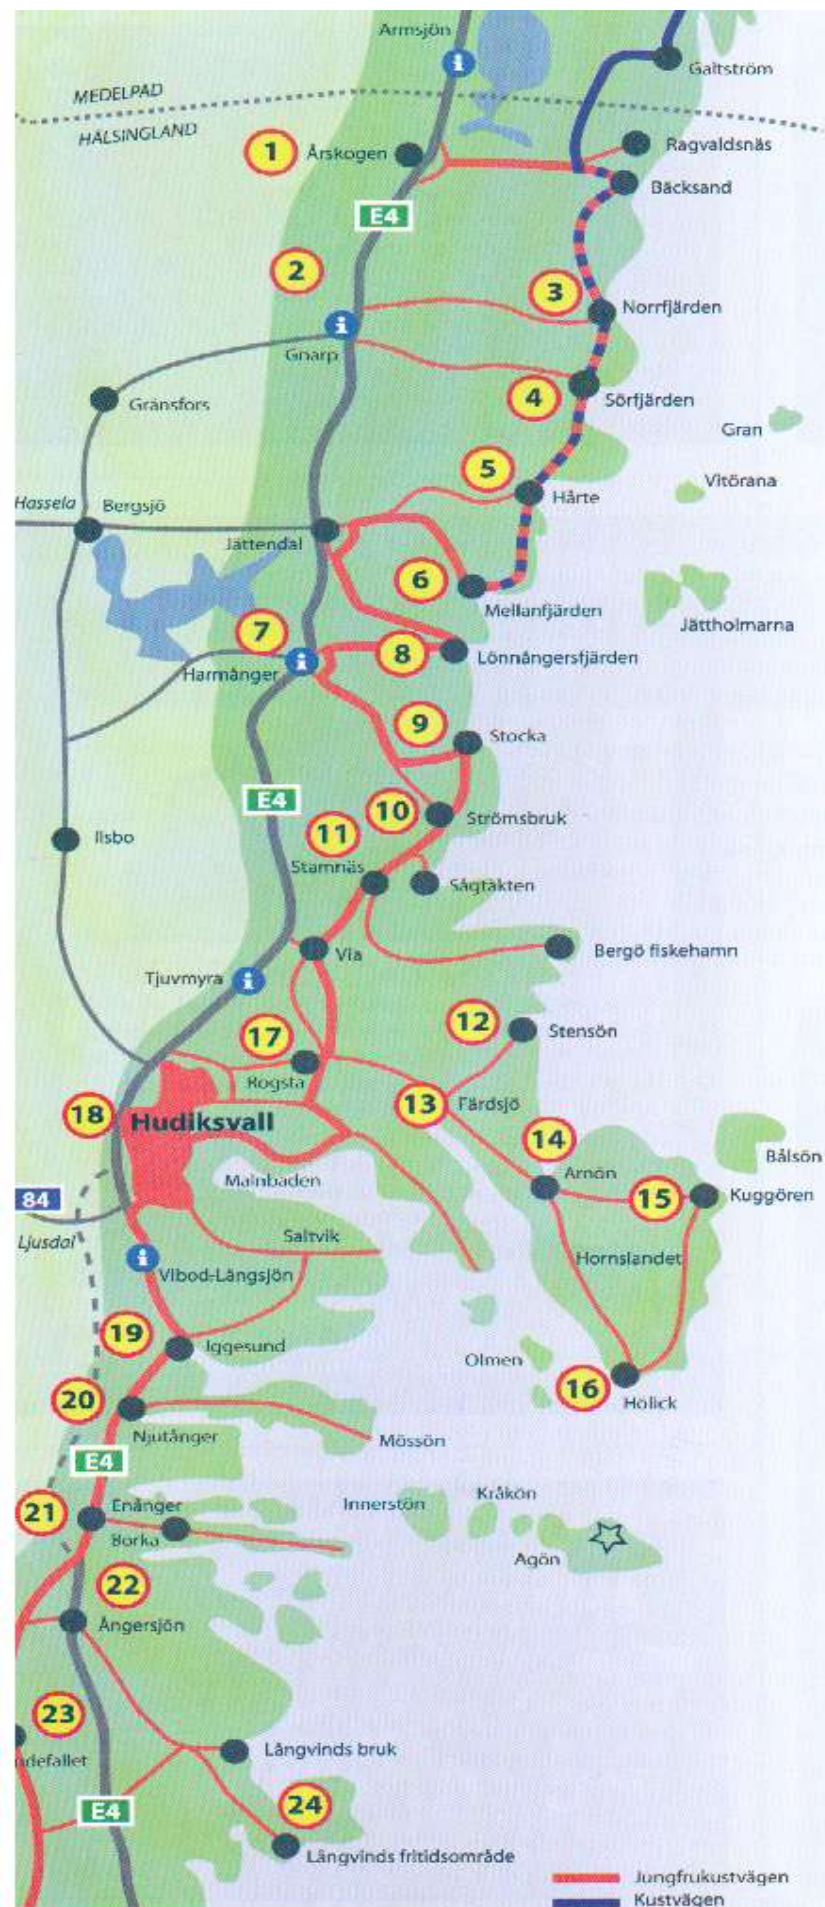 Armsjön
Galtström
MEDELPAD
HÄLSINGLAND
1
Årskogen
Ragvaldsnäs
Bäcksand
E4
2
3
Norrfjärden
Gnarp
Gränsfors
4
Sörfjärden
Gran
5
Hårte
Vitörana
Hassela
Bergsjö
Jättendal
6
Mellanfjärden
Jättholmarna
7
8
Lönnångersfjärden
Harmånger
9
Stocka
E4
10
Strömsbruk
11
Ilsbo
Stamnäs
Sågtäkten
Via
Bergö fiskehamn
Tjuvmyra
12
Stensön
17
Rogsta
13
Färdsjö
18
Hudiksvall
14
Bålsön
Arnön
Malnbaden
15
Kuggören
84
Ljusdal
Saltvik
Hornslandet
Vibod-Långsjön
19
Iggesund
Olmen
16
Hölick
20
Njutånger
Mössön
E4
21
Enånger
Innerstön
Kråkön
Borka
Agön
22
Ångersjön
23
ndefallet
Långvinds bruk
24
E4
Långvinds fritidsområde
Jungfrukustvägen
Kustvägen